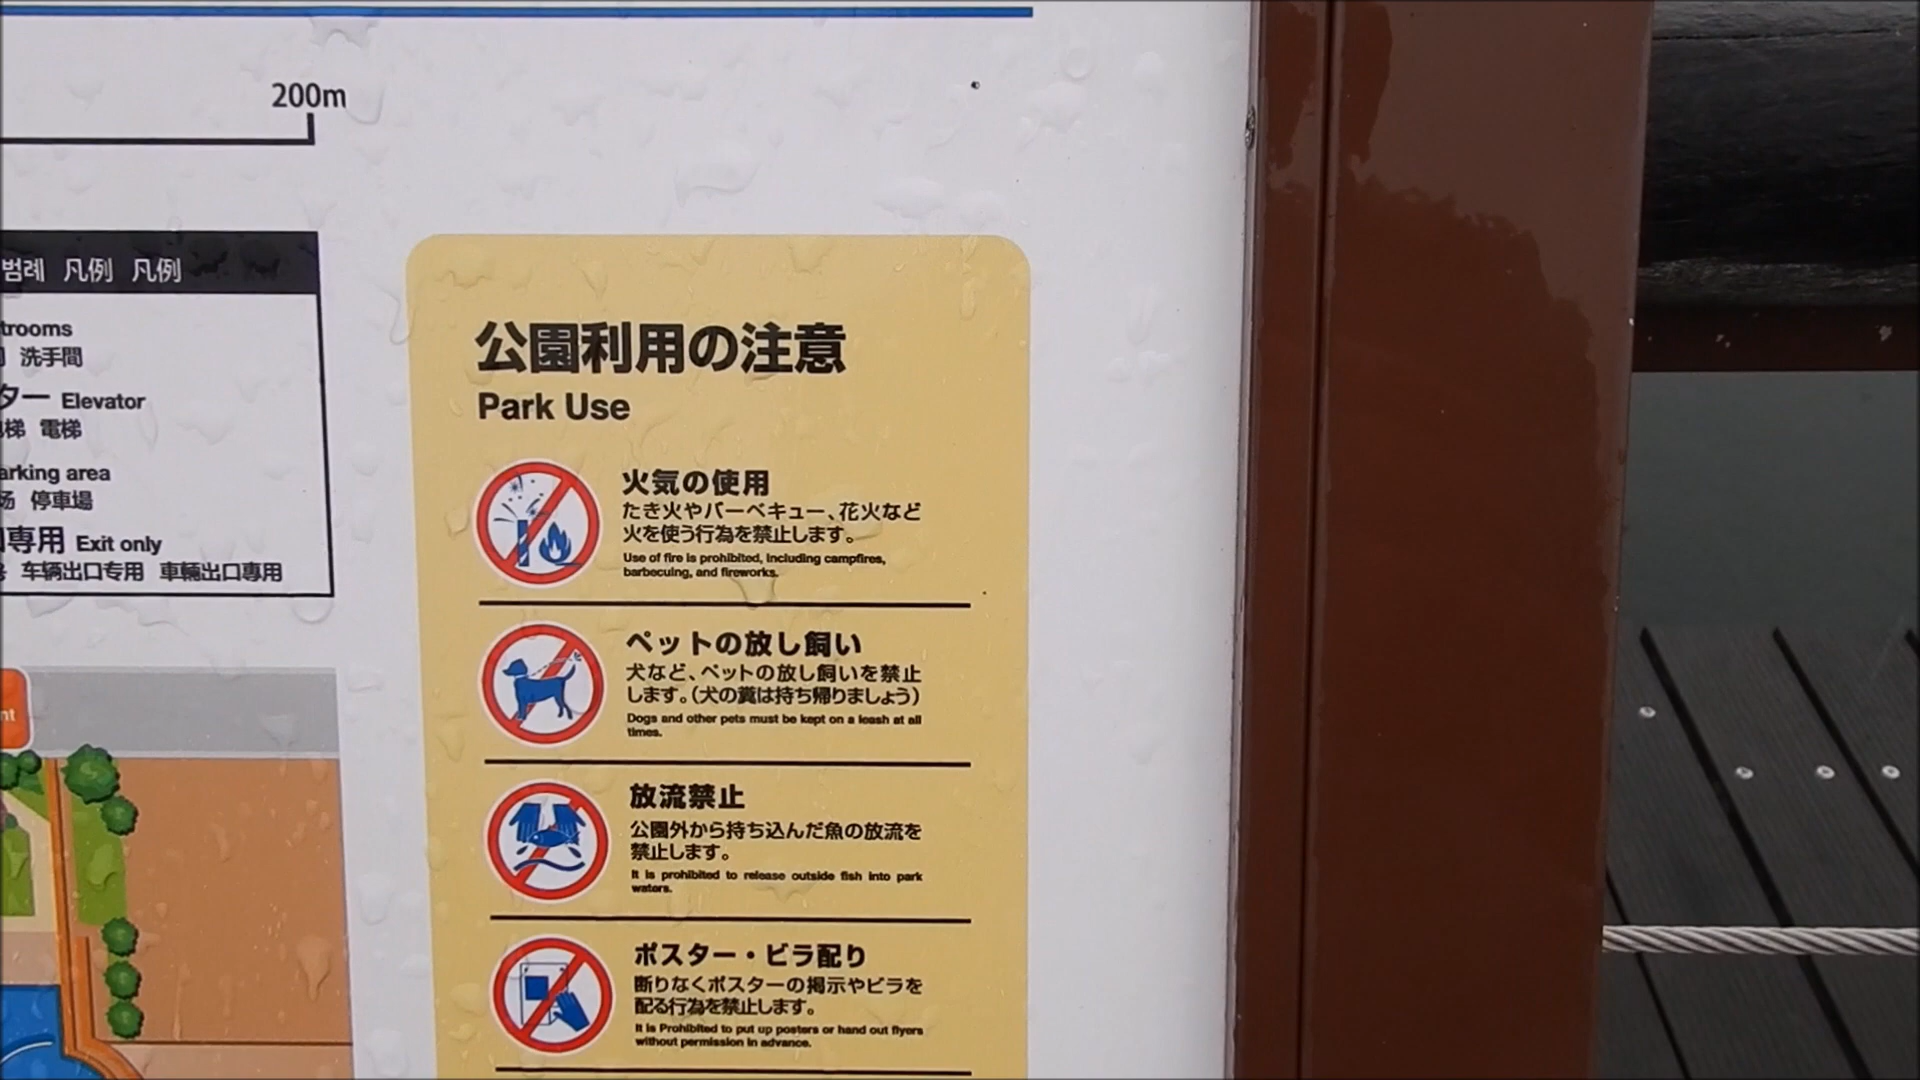 200m
범례 凡例 凡例
trooms
洗手間
ター Elevator
梯 電梯
arking area
场 停車場
専用 Exit only
车辆出口专用 車輛出口專用
nt
公園利用の注意
Park Use
火気の使用
たき火やバーベキュー、花火など
火を使う行為を禁止します。
Use of fire is prohibited, including campfires,
barbecuing, and fireworks.
ペットの放し飼い
犬など、ペットの放し飼いを禁止
します。(犬の糞は持ち帰りましょう)
Dogs and other pets must be kept on a leash at all
times.
放流禁止
公園外から持ち込んだ魚の放流を
禁止します。
It is prohibited to release outside fish into park
waters.
ポスター・ビラ配り
断りなくポスターの掲示やビラを
配る行為を禁止します。
It is Prohibited to put up posters or hand out flyers
without permission in advance.